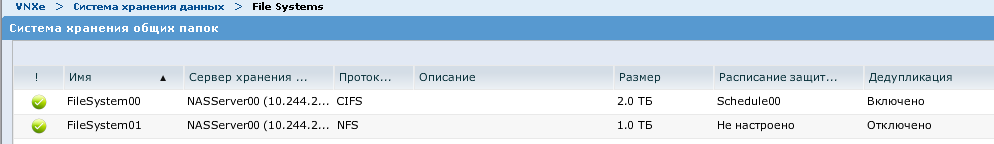 VNXe > Система хранения данных > File Systems
Система хранения общих папок
! Имя ▲ Сервер хранения ... Проток... Описание Размер Расписание защит... Дедупликация
FileSystem00 NASServer00 (10.244.2... CIFS 2.0 ТБ Schedule00 Включено
FileSystem01 NASServer00 (10.244.2... NFS 1.0 ТБ Не настроено Отключено